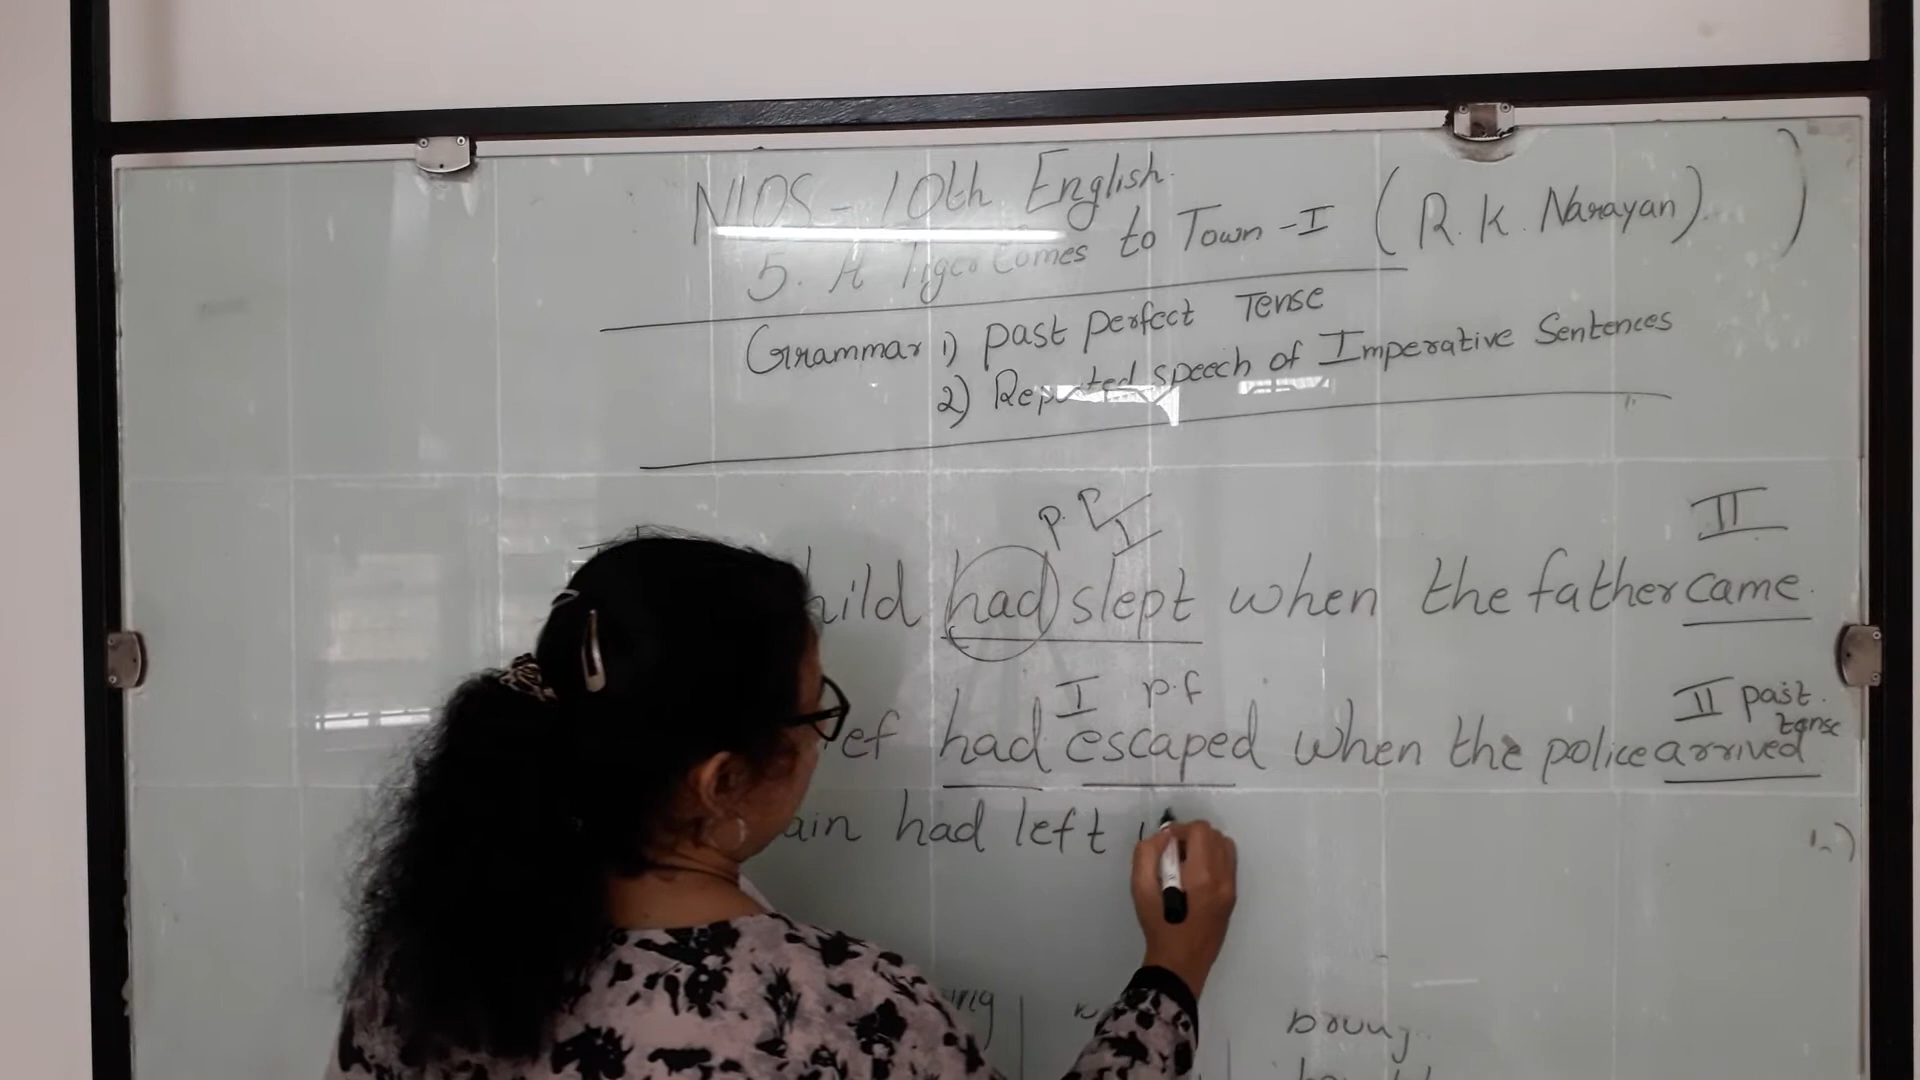 NIOS - 10th English.
5. A Tiger Comes to Town - I ( R. K. Narayan) )
Grammar 1) Past perfect Tense
2) Reported speech of Imperative Sentences
P. P I II
hild had slept when the father came.
I p.f II past. tense
ef had escaped when the police arrived
ain had left